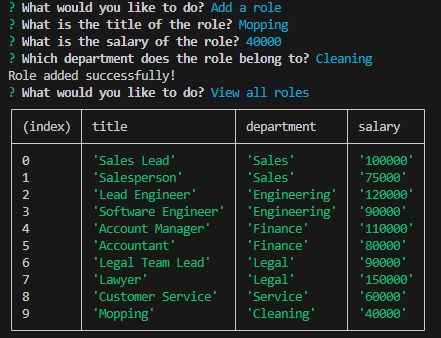 ? What would you like to do? Add a role
? What is the title of the role? Mopping
? What is the salary of the role? 40000
? Which department does the role belong to? Cleaning
Role added successfully!
? What would you like to do? View all roles
(index) title department salary
0 'Sales Lead' 'Sales' '100000'
1 'Salesperson' 'Sales' '75000'
2 'Lead Engineer' 'Engineering' '120000'
3 'Software Engineer' 'Engineering' '90000'
4 'Account Manager' 'Finance' '110000'
5 'Accountant' 'Finance' '80000'
6 'Legal Team Lead' 'Legal' '90000'
7 'Lawyer' 'Legal' '150000'
8 'Customer Service' 'Service' '60000'
9 'Mopping' 'Cleaning' '40000'